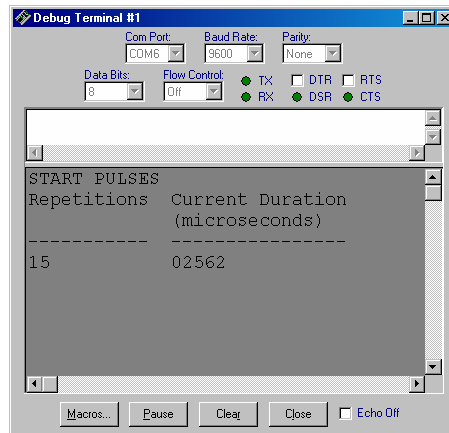 Debug Terminal #1
Com Port: Baud Rate: Parity:
COM6 9600 None
Data Bits: Flow Control: TX DTR RTS
8 Off RX DSR CTS
START PULSES
Repetitions Current Duration
(microseconds)
----------- ----------------
15 02562
Macros... Pause Clear Close Echo Off